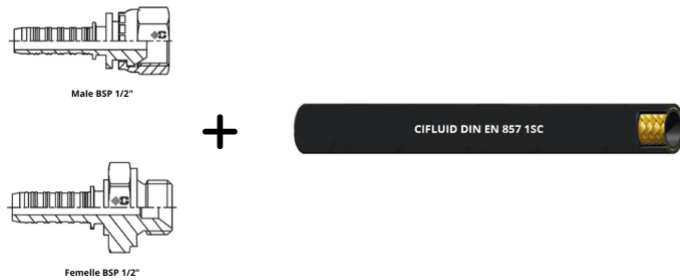 Male BSP 1/2"
CIFLUID DIN EN 857 1SC
Femelle BSP 1/2"